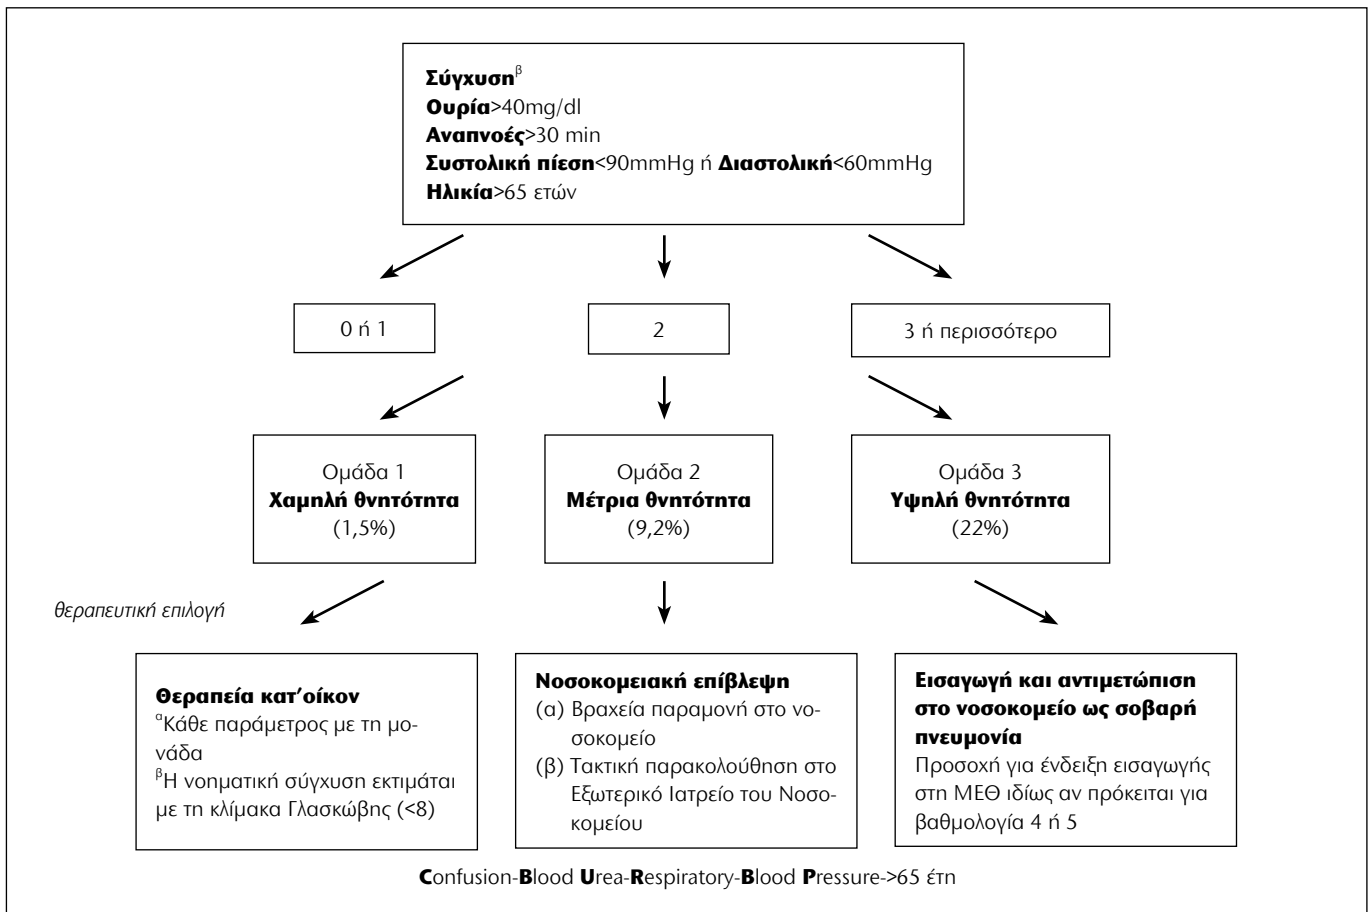 Σύγχυσηβ
Ουρία>40mg/dl
Αναπνοές>30 min
Συστολική πίεση<90mmHg ή Διαστολική<60mmHg
Ηλικία>65 ετών
0 ή 1
2
3 ή περισσότερο
Ομάδα 1
Χαμηλή θνητότητα
(1,5%)
Ομάδα 2
Μέτρια θνητότητα
(9,2%)
Ομάδα 3
Υψηλή θνητότητα
(22%)
θεραπευτική επιλογή
Θεραπεία κατ’οίκον
αΚάθε παράμετρος με τη μο-
νάδα
βΗ νοηματική σύγχυση εκτιμάται
με τη κλίμακα Γλασκώβης (<8)
Νοσοκομειακή επίβλεψη
(α) Βραχεία παραμονή στο νο-
σοκομείο
(β) Τακτική παρακολούθηση στο
Εξωτερικό Ιατρείο του Νοσο-
κομείου
Εισαγωγή και αντιμετώπιση
στο νοσοκομείο ως σοβαρή
πνευμονία
Προσοχή για ένδειξη εισαγωγής
στη ΜΕΘ ιδίως αν πρόκειται για
βαθμολογία 4 ή 5
Confusion-Blood Urea-Respiratory-Blood Pressure->65 έτη